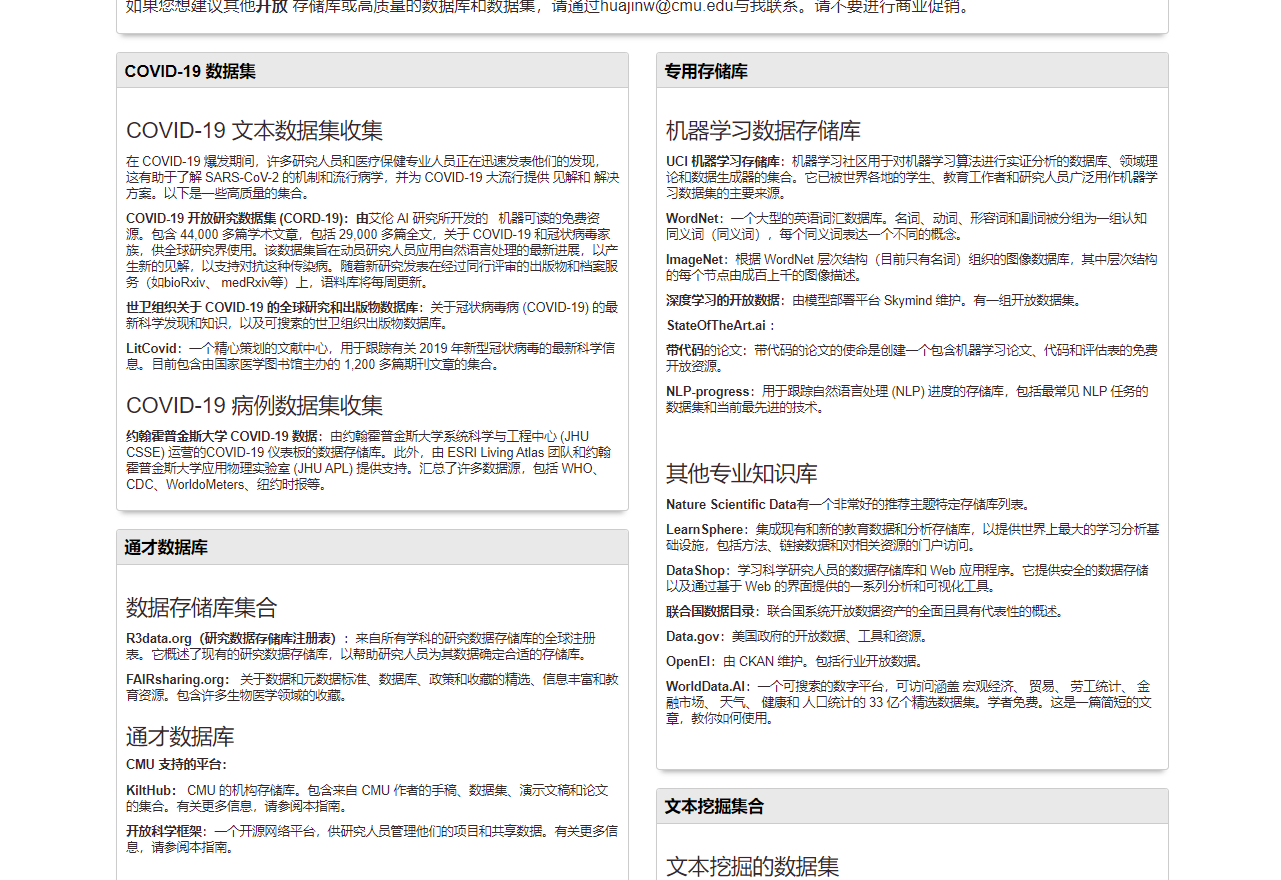 如果您想建议其他开放 存储库或高质量的数据库和数据集，请通过huajinw@cmu.edu与我联系。请不要进行商业促销。
COVID-19 数据集
COVID-19 文本数据集收集
在 COVID-19 爆发期间，许多研究人员和医疗保健专业人员正在迅速发表他们的发现，
这有助于了解 SARS-CoV-2 的机制和流行病学，并为 COVID-19 大流行提供 见解和 解决
方案。以下是一些高质量的集合。
COVID-19 开放研究数据集 (CORD-19)：由艾伦 AI 研究所开发的 机器可读的免费资
源。包含 44,000 多篇学术文章，包括 29,000 多篇全文，关于 COVID-19 和冠状病毒家
族，供全球研究界使用。该数据集旨在动员研究人员应用自然语言处理的最新进展，以产
生新的见解，以支持对抗这种传染病。随着新研究发表在经过同行评审的出版物和档案服
务（如bioRxiv、 medRxiv等）上，语料库将每周更新。
世卫组织关于 COVID-19 的全球研究和出版物数据库：关于冠状病毒病 (COVID-19) 的最
新科学发现和知识，以及可搜索的世卫组织出版物数据库。
LitCovid：一个精心策划的文献中心，用于跟踪有关 2019 年新型冠状病毒的最新科学信
息。目前包含由国家医学图书馆主办的 1,200 多篇期刊文章的集合。
COVID-19 病例数据集收集
约翰霍普金斯大学 COVID-19 数据：由约翰霍普金斯大学系统科学与工程中心 (JHU
CSSE) 运营的COVID-19 仪表板的数据存储库。此外，由 ESRI Living Atlas 团队和约翰
霍普金斯大学应用物理实验室 (JHU APL) 提供支持。汇总了许多数据源，包括 WHO、
CDC、WorldoMeters、纽约时报等。
通才数据库
数据存储库集合
R3data.org（研究数据存储库注册表）：来自所有学科的研究数据存储库的全球注册
表。它概述了现有的研究数据存储库，以帮助研究人员为其数据确定合适的存储库。
FAIRsharing.org： 关于数据和元数据标准、数据库、政策和收藏的精选、信息丰富和教
育资源。包含许多生物医学领域的收藏。
通才数据库
CMU 支持的平台：
KiltHub： CMU 的机构存储库。包含来自 CMU 作者的手稿、数据集、演示文稿和论文
的集合。有关更多信息，请参阅本指南。
开放科学框架：一个开源网络平台，供研究人员管理他们的项目和共享数据。有关更多信
息，请参阅本指南。
专用存储库
机器学习数据存储库
UCI 机器学习存储库：机器学习社区用于对机器学习算法进行实证分析的数据库、领域理
论和数据生成器的集合。它已被世界各地的学生、教育工作者和研究人员广泛用作机器学
习数据集的主要来源。
WordNet：一个大型的英语词汇数据库。名词、动词、形容词和副词被分组为一组认知
同义词（同义词），每个同义词表达一个不同的概念。
ImageNet：根据 WordNet 层次结构（目前只有名词）组织的图像数据库，其中层次结构
的每个节点由成百上千的图像描述。
深度学习的开放数据：由模型部署平台 Skymind 维护。有一组开放数据集。
StateOfTheArt.ai：
带代码的论文：带代码的论文的使命是创建一个包含机器学习论文、代码和评估表的免费
开放资源。
NLP-progress：用于跟踪自然语言处理 (NLP) 进度的存储库，包括最常见 NLP 任务的
数据集和当前最先进的技术。
其他专业知识库
Nature Scientific Data有一个非常好的推荐主题特定存储库列表。
LearnSphere：集成现有和新的教育数据和分析存储库，以提供世界上最大的学习分析基
础设施，包括方法、链接数据和对相关资源的门户访问。
DataShop：学习科学研究人员的数据存储库和 Web 应用程序。它提供安全的数据存储
以及通过基于 Web 的界面提供的一系列分析和可视化工具。
联合国数据目录：联合国系统开放数据资产的全面且具有代表性的概述。
Data.gov：美国政府的开放数据、工具和资源。
OpenEI：由 CKAN 维护。包括行业开放数据。
WorldData.AI：一个可搜索的数字平台，可访问涵盖 宏观经济、 贸易、 劳工统计、 金
融市场、 天气、 健康和 人口统计的 33 亿个精选数据集。学者免费。这是一篇简短的文
章，教你如何使用。
文本挖掘集合
文本挖掘的数据集